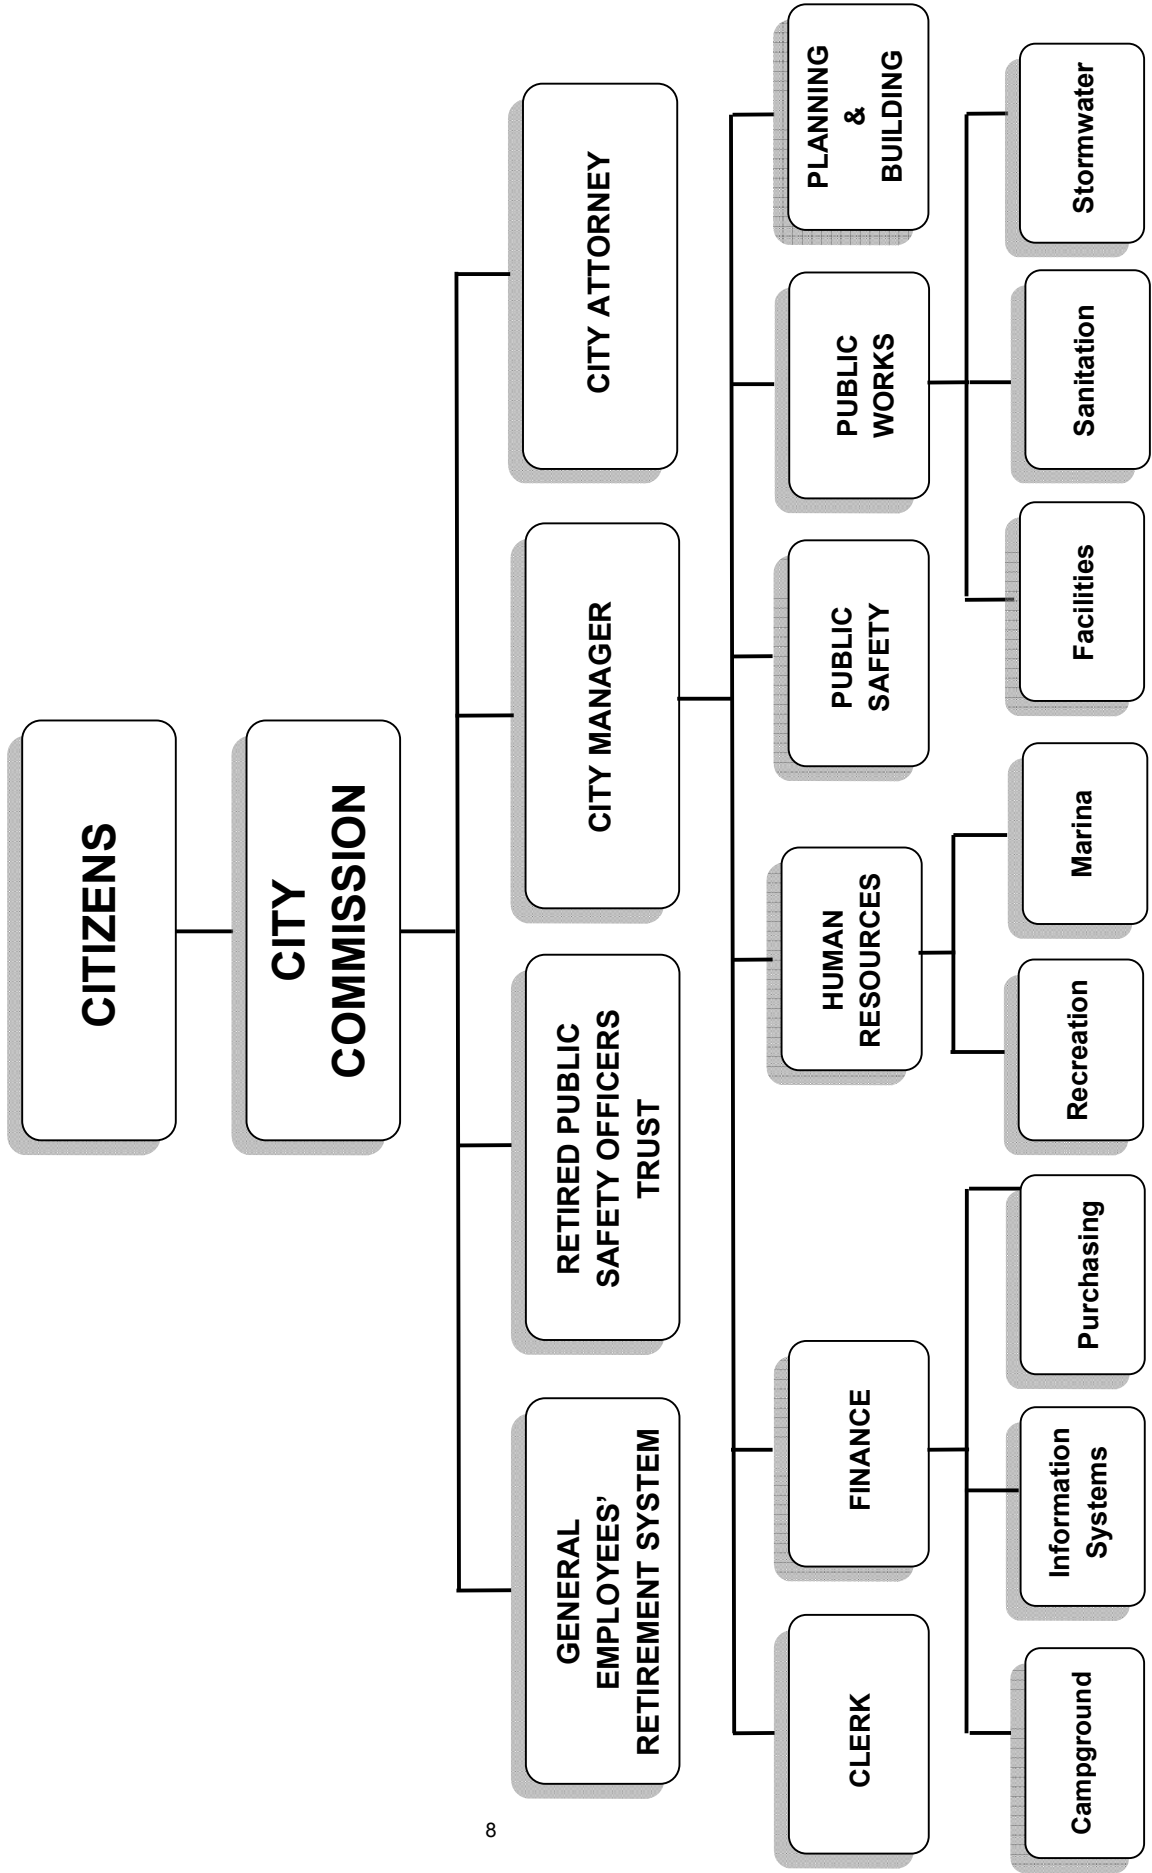 CITIZENS
CITY
COMMISSION
GENERAL
EMPLOYEES’
RETIREMENT SYSTEM
RETIRED PUBLIC
SAFETY OFFICERS
TRUST
CITY MANAGER
CITY ATTORNEY
CLERK
FINANCE
HUMAN
RESOURCES
PUBLIC
SAFETY
PUBLIC
WORKS
PLANNING
&
BUILDING
Campground
Information
Systems
Purchasing
Recreation
Marina
Facilities
Sanitation
Stormwater
8